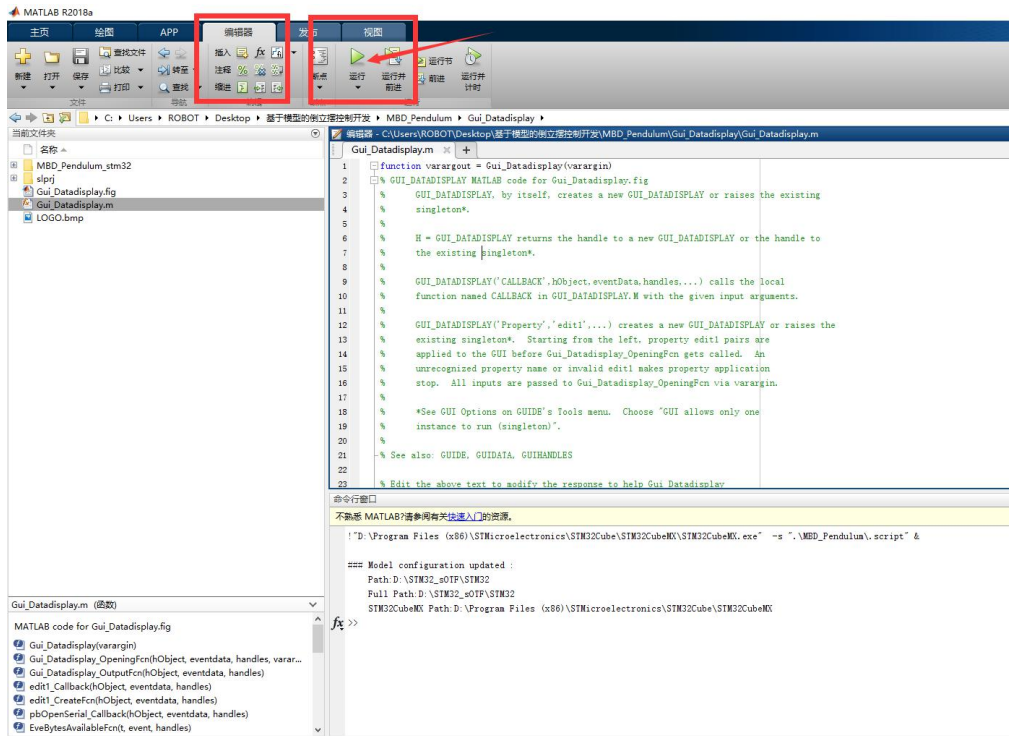 MATLAB R2018a
主页 绘图 APP 编辑器 发布 视图
新建 打开 保存 查找文件 比较 打印 转至 查找 插入 fx 注释 缩进 断点 运行 运行并前进 运行节 前进 运行并计时
文件 导航 运行
C: Users ROBOT Desktop 基于模型的倒立摆控制开发 MBD_Pendulum Gui_Datadisplay
当前文件夹
名称
MBD_Pendulum_stm32
slprj
Gui_Datadisplay.fig
Gui_Datadisplay.m
LOGO.bmp
编辑器 - C:\Users\ROBOT\Desktop\基于模型的倒立摆控制开发\MBD_Pendulum\Gui_Datadisplay\Gui_Datadisplay.m
Gui_Datadisplay.m
1 function varargout = Gui_Datadisplay(varargin)
2 % GUI_DATADISPLAY MATLAB code for Gui_Datadisplay.fig
3 % GUI_DATADISPLAY, by itself, creates a new GUI_DATADISPLAY or raises the existing
4 % singleton*.
5 %
6 % H = GUI_DATADISPLAY returns the handle to a new GUI_DATADISPLAY or the handle to
7 % the existing singleton*.
8 %
9 % GUI_DATADISPLAY('CALLBACK',hObject,eventData,handles,...) calls the local
10 % function named CALLBACK in GUI_DATADISPLAY.M with the given input arguments.
11 %
12 % GUI_DATADISPLAY('Property','edit1',...) creates a new GUI_DATADISPLAY or raises the
13 % existing singleton*. Starting from the left, property edit1 pairs are
14 % applied to the GUI before Gui_Datadisplay_OpeningFcn gets called. An
15 % unrecognized property name or invalid edit1 makes property application
16 % stop. All inputs are passed to Gui_Datadisplay_OpeningFcn via varargin.
17 %
18 % *See GUI Options on GUIDE's Tools menu. Choose "GUI allows only one
19 % instance to run (singleton)".
20 %
21 % See also: GUIDE, GUIDATA, GUIHANDLES
22
23 % Edit the above text to modify the response to help Gui_Datadisplay
命令行窗口
不熟悉 MATLAB?请参阅有关快速入门的资源。
!"D:\Program Files (x86)\STMicroelectronics\STM32Cube\STM32CubeMX\STM32CubeMX.exe" -s ".\MBD_Pendulum\.script" &
### Model configuration updated :
Path:D:\STM32_sOTF\STM32
Full Path:D:\STM32_sOTF\STM32
STM32CubeMX Path:D:\Program Files (x86)\STMicroelectronics\STM32Cube\STM32CubeMX
fx >>
Gui_Datadisplay.m (函数)
MATLAB code for Gui_Datadisplay.fig
Gui_Datadisplay(varargin)
Gui_Datadisplay_OpeningFcn(hObject, eventdata, handles, varar...
Gui_Datadisplay_OutputFcn(hObject, eventdata, handles)
edit1_Callback(hObject, eventdata, handles)
edit1_CreateFcn(hObject, eventdata, handles)
pbOpenSerial_Callback(hObject, eventdata, handles)
EveBytesAvailableFcn(t, event, handles)